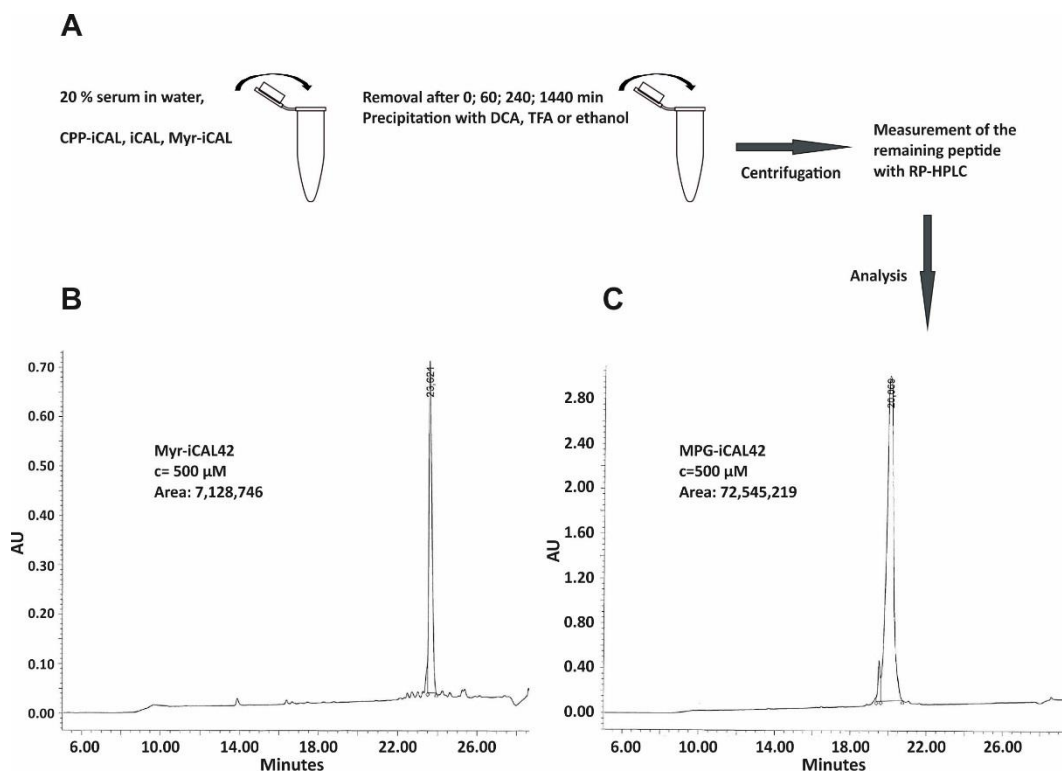 A
20 % serum in water,
CPP-iCAL, iCAL, Myr-iCAL
Removal after 0; 60; 240; 1440 min
Precipitation with DCA, TFA or ethanol
Centrifugation
Measurement of the
remaining peptide
with RP-HPLC
Analysis
B
0.70
0.60
0.50
0.40
0.30
0.20
0.10
0.00
AU
23,621
Myr-iCAL42
c= 500 µM
Area: 7,128,746
6.00 10.00 14.00 18.00 22.00 26.00
Minutes
C
2.80
2.40
2.00
1.60
1.20
0.80
0.40
0.00
AU
20,069
MPG-iCAL42
c=500 µM
Area: 72,545,219
6.00 10.00 14.00 18.00 22.00 26.00
Minutes